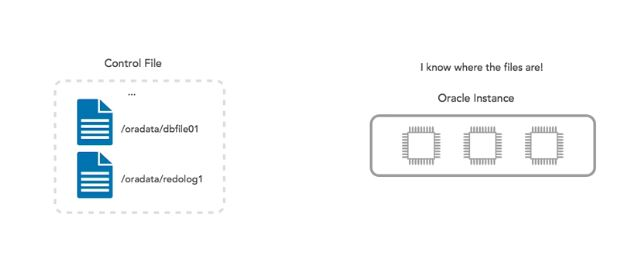 Control File
...
/oradata/dbfile01
/oradata/redolog1
I know where the files are!
Oracle Instance